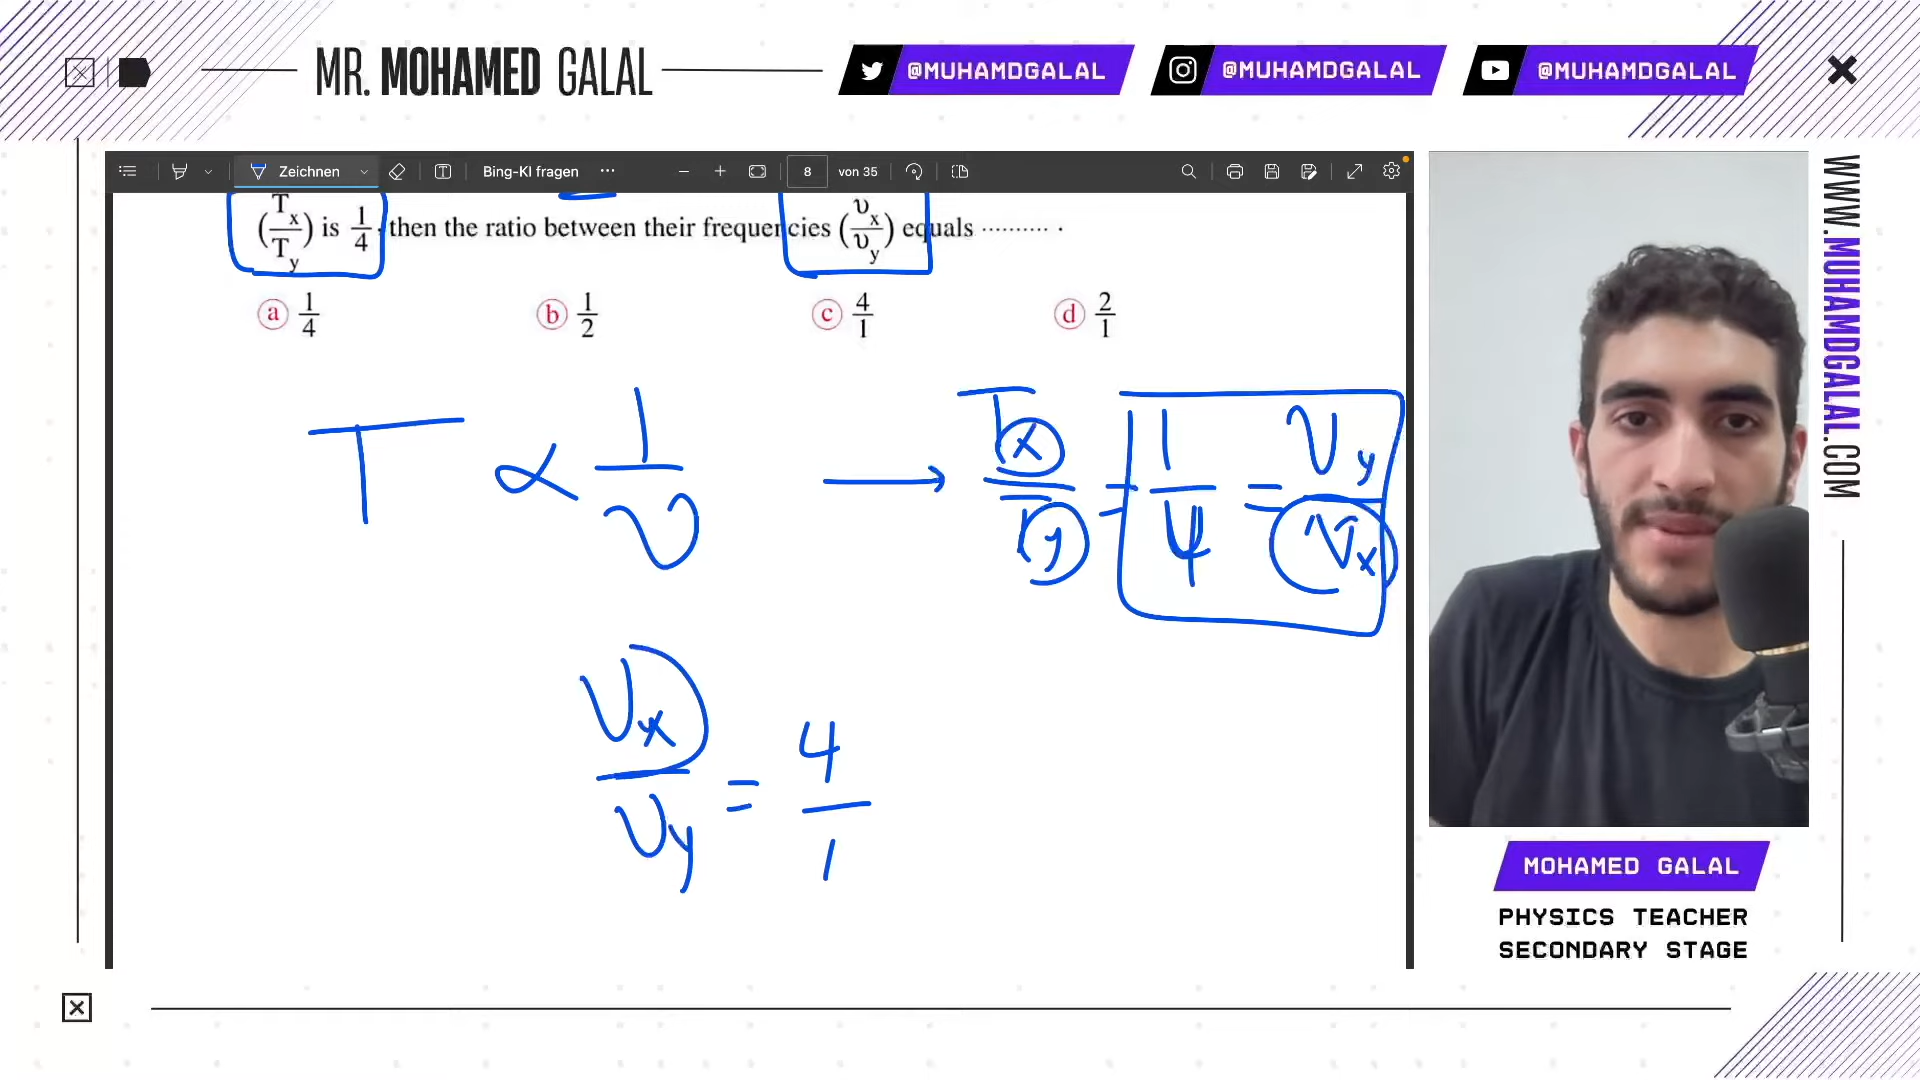 MR. MOHAMED GALAL
@MUHAMDGALAL
@MUHAMDGALAL
@MUHAMDGALAL
Zeichnen
Bing-KI fragen
8 von 35
(Tx/Ty) is 1/4, then the ratio between their frequencies (υx/υy) equals .......... .
a 1/4
b 1/2
c 4/1
d 2/1
T ∝ 1/υ → Tx/Ty = 1/4 = υy/υx
υx/υy = 4/1
WWW.MUHAMDGALAL.COM
MOHAMED GALAL
PHYSICS TEACHER
SECONDARY STAGE